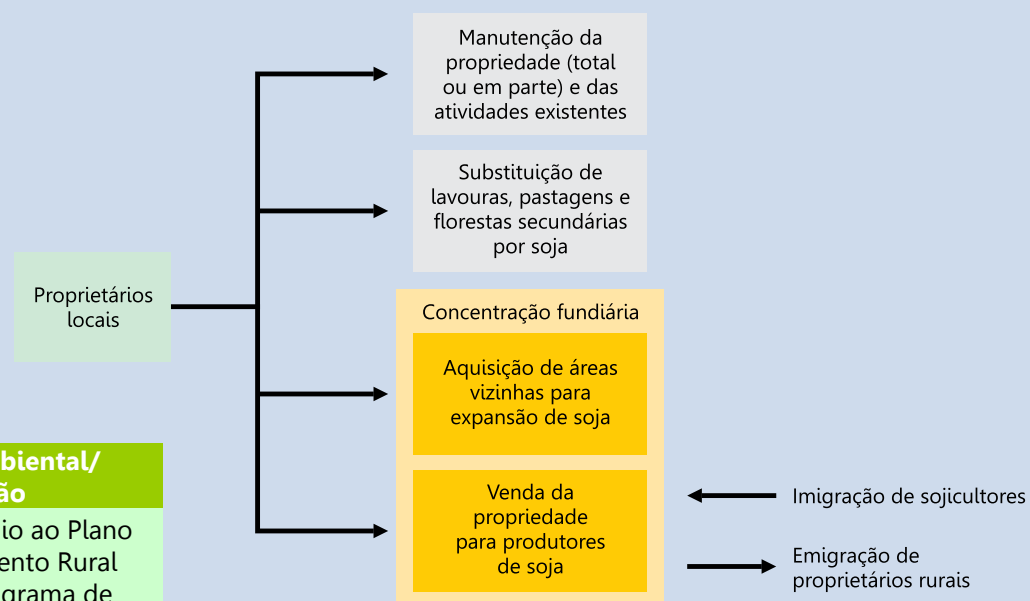 Manutenção da
propriedade (total
ou em parte) e das
atividades existentes
Substituição de
lavouras, pastagens e
florestas secundárias
por soja
Proprietários
locais
Concentração fundiária
Aquisição de áreas
vizinhas para
expansão de soja
Venda da
propriedade
para produtores
de soja
Imigração de sojicultores
Emigração de
proprietários rurais
biental/
ão
io ao Plano
ento Rural
grama de